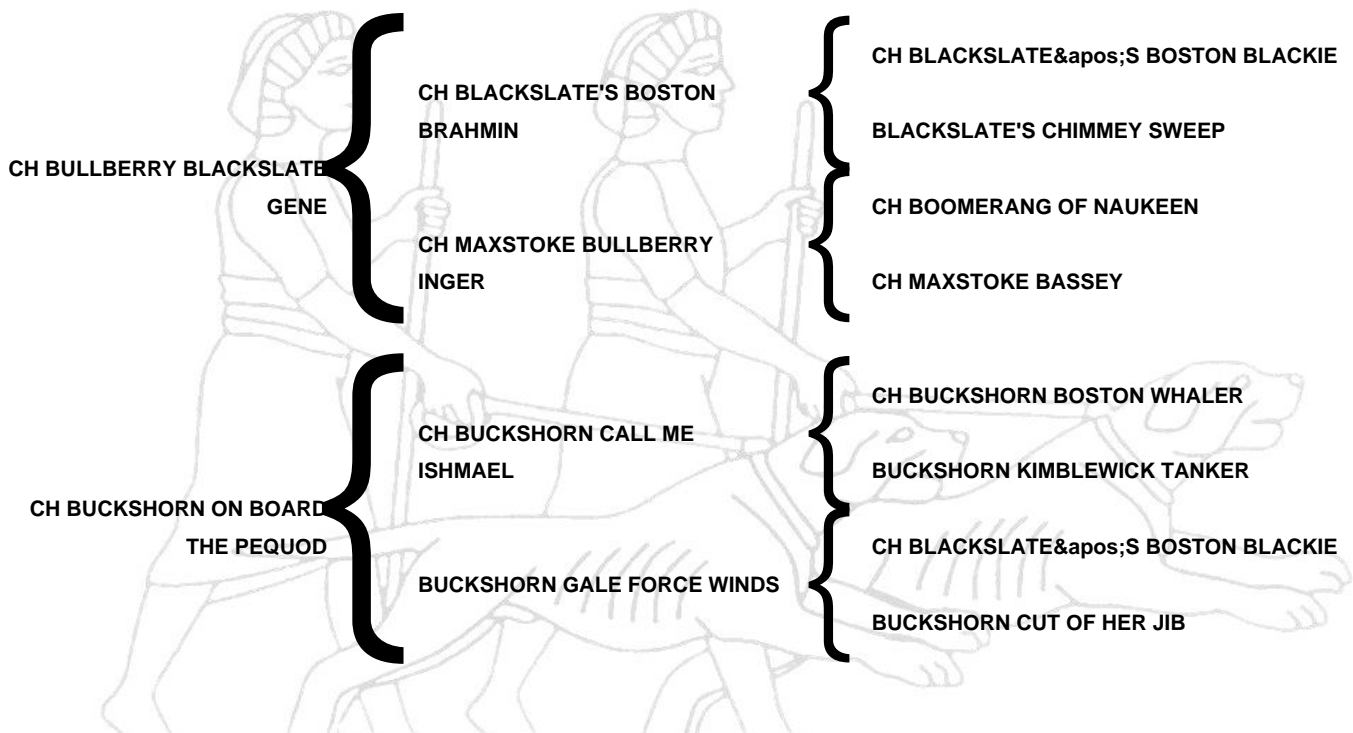 CH BLACKSLATE&apos;S BOSTON BLACKIE
CH BLACKSLATE'S BOSTON
BRAHMIN
BLACKSLATE'S CHIMMEY SWEEP
CH BULLBERRY BLACKSLATE
GENE
CH BOOMERANG OF NAUKEEN
CH MAXSTOKE BULLBERRY
INGER
CH MAXSTOKE BASSEY
CH BUCKSHORN BOSTON WHALER
CH BUCKSHORN CALL ME
ISHMAEL
BUCKSHORN KIMBLEWICK TANKER
CH BUCKSHORN ON BOARD
THE PEQUOD
CH BLACKSLATE&apos;S BOSTON BLACKIE
BUCKSHORN GALE FORCE WINDS
BUCKSHORN CUT OF HER JIB